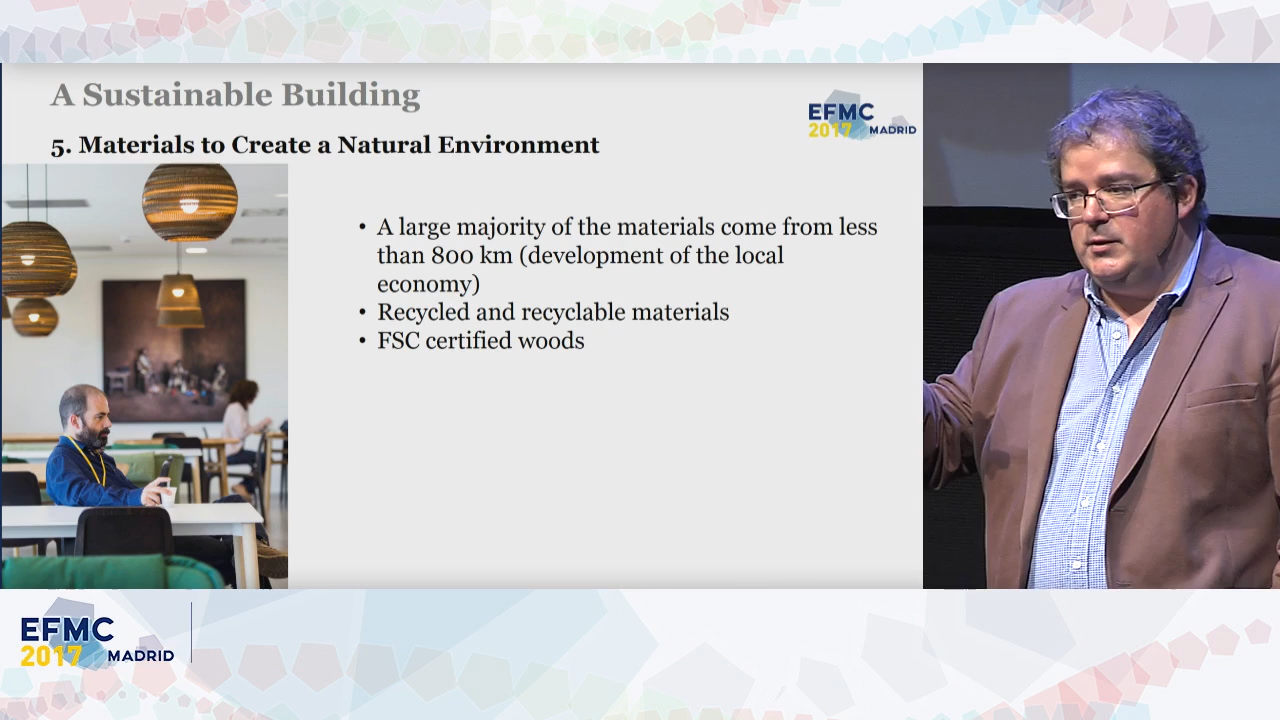 A Sustainable Building
EFMC
2017 MADRID
5. Materials to Create a Natural Environment
• A large majority of the materials come from less
than 800 km (development of the local
economy)
• Recycled and recyclable materials
• FSC certified woods
EFMC
2017 MADRID